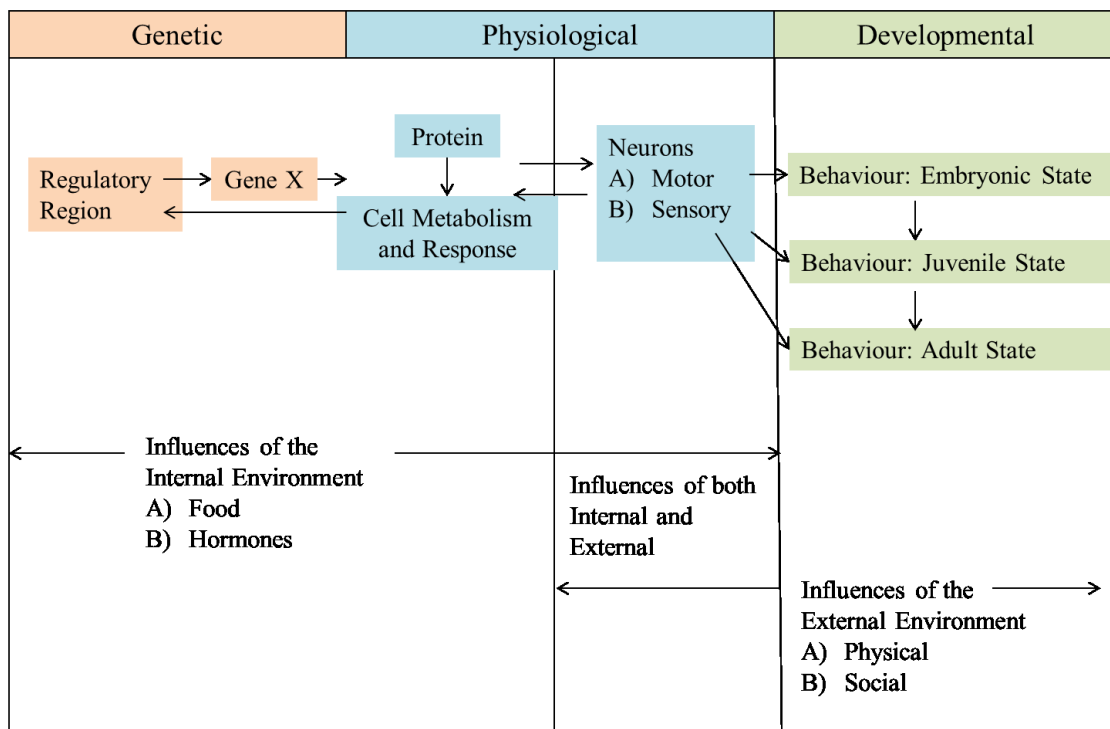 Genetic
Physiological
Developmental
Regulatory
Region
Gene X
Protein
Cell Metabolism
and Response
Neurons
A) Motor
B) Sensory
Behaviour: Embryonic State
Behaviour: Juvenile State
Behaviour: Adult State
Influences of the
Internal Environment
A) Food
B) Hormones
Influences of both
Internal and
External
Influences of the
External Environment
A) Physical
B) Social